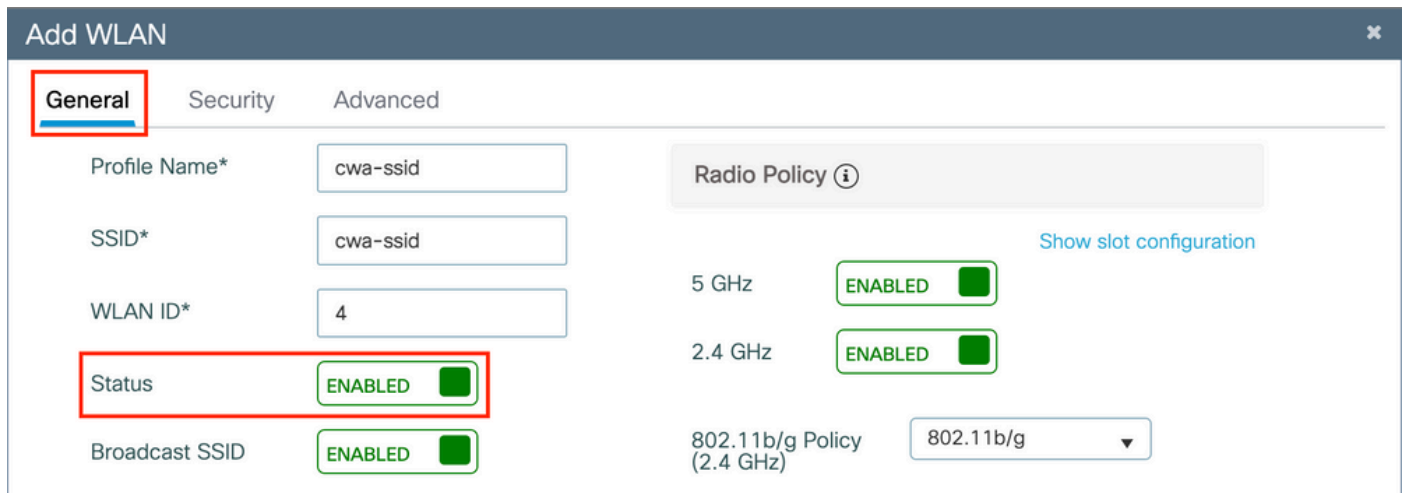 Add WLAN
General Security Advanced
Profile Name* cwa-ssid
SSID* cwa-ssid
WLAN ID* 4
Status ENABLED
Broadcast SSID ENABLED
Radio Policy
Show slot configuration
5 GHz ENABLED
2.4 GHz ENABLED
802.11b/g Policy 802.11b/g
(2.4 GHz)